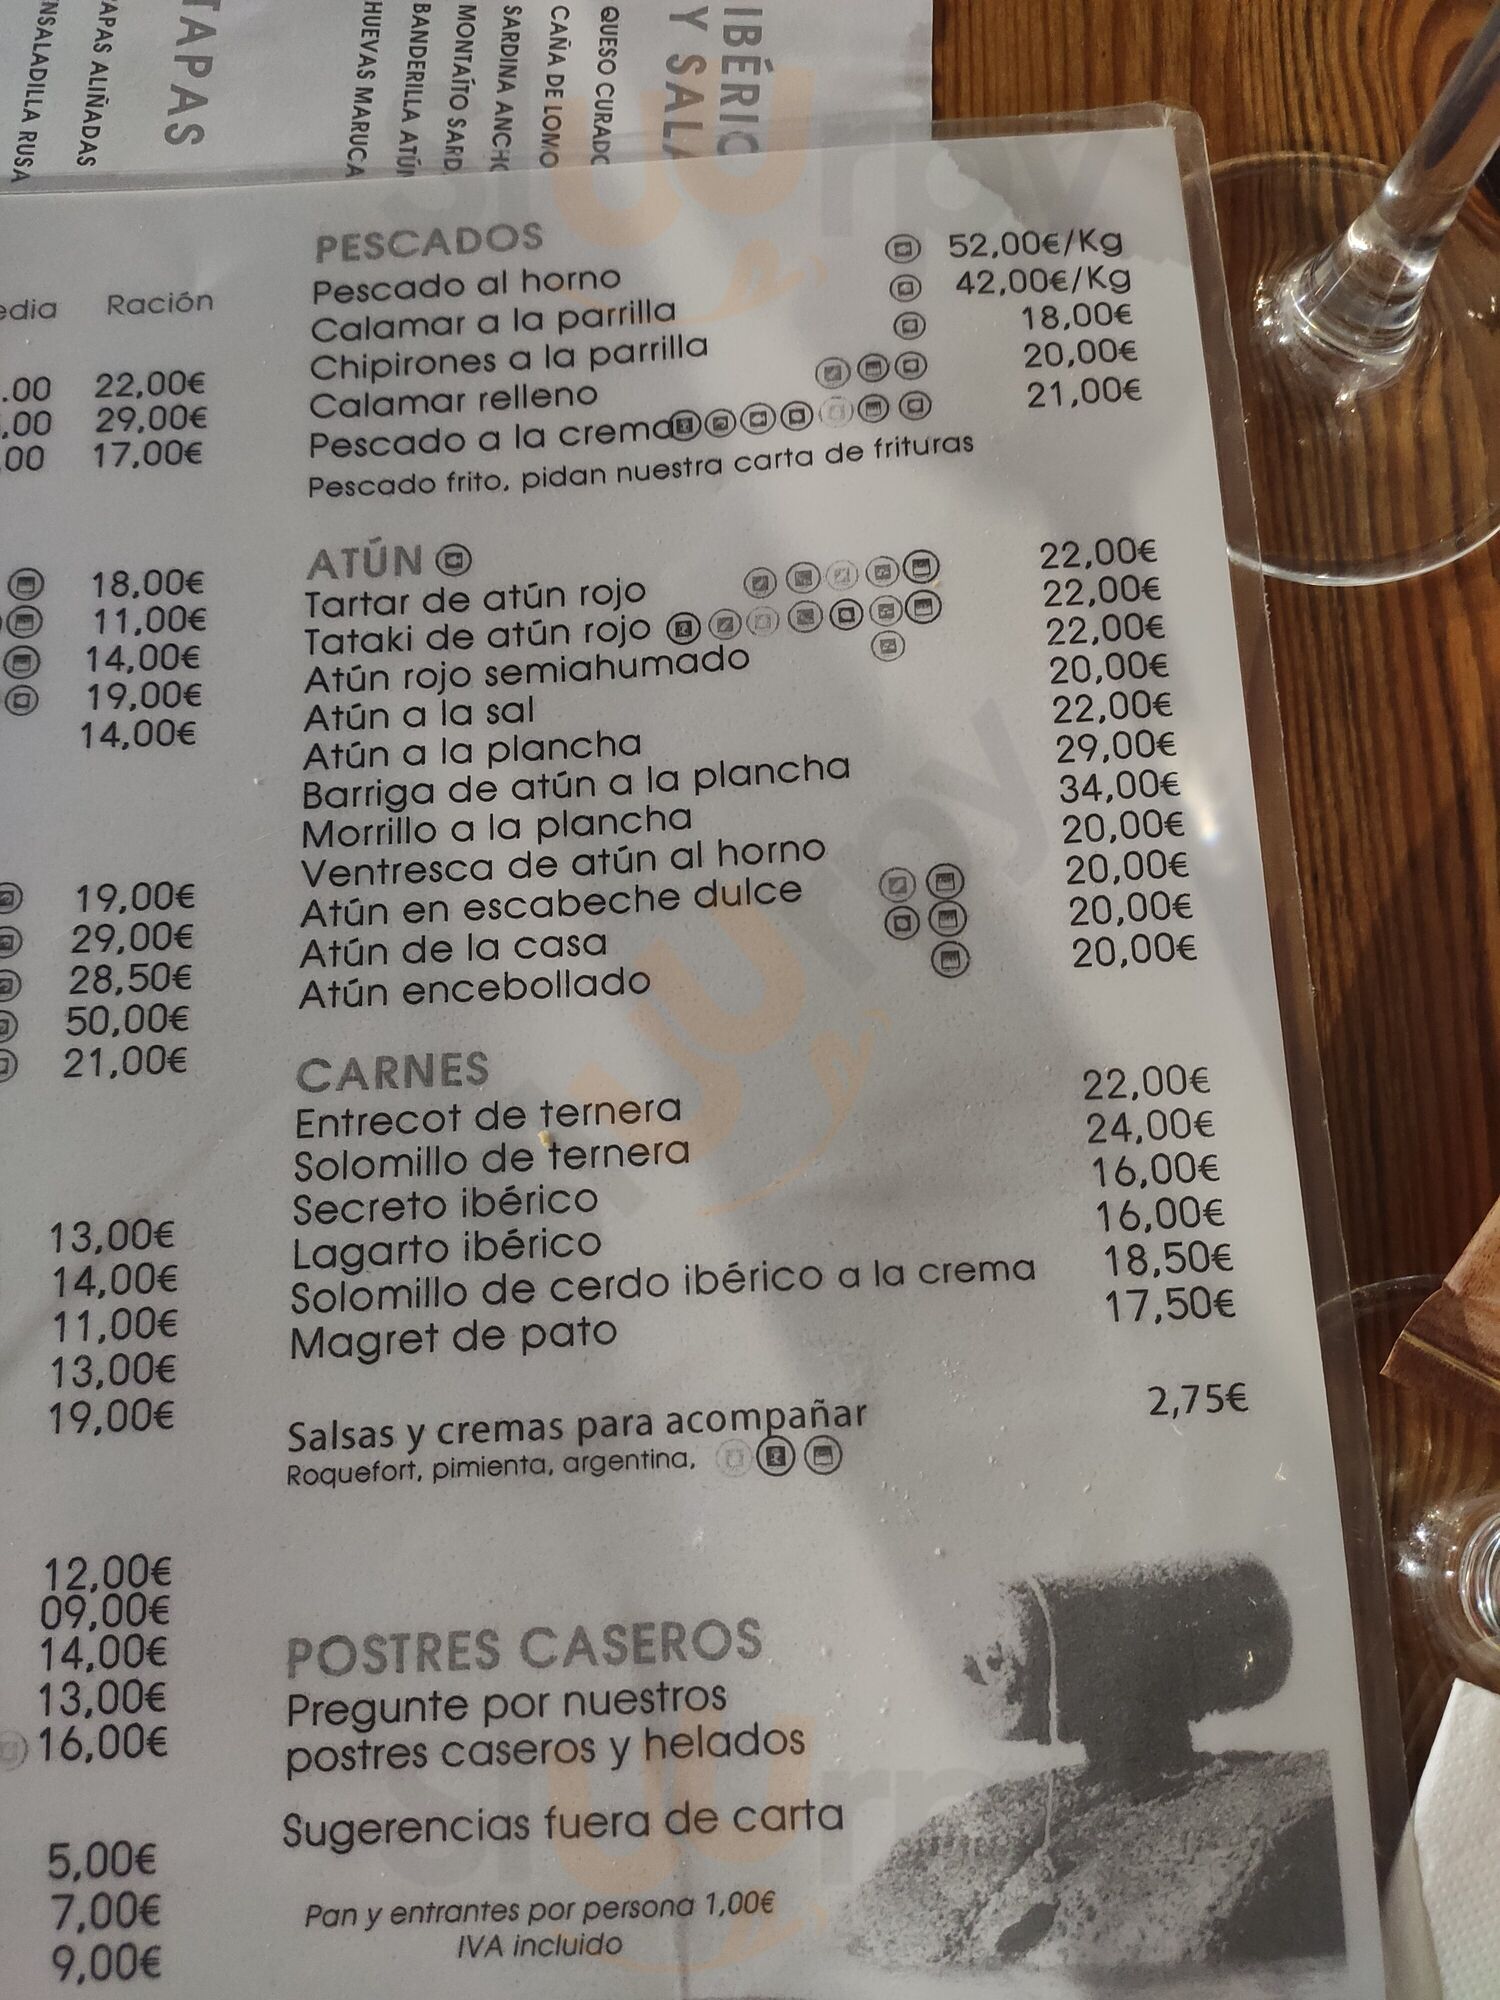 IBÉRIC
Y SALA
QUESO CURADO
CAÑA DE LOMO
SARDINA ANCHO
MONTAÍTO SARD
BANDERILLA ATÚN
HUEVAS MARUCA
TAPAS
APAS ALIÑADAS
NSALADILLA RUSA
edia Ración
.00 22,00€
,00 29,00€
00 17,00€
18,00€
11,00€
14,00€
19,00€
14,00€
19,00€
29,00€
28,50€
50,00€
21,00€
13,00€
14,00€
11,00€
13,00€
19,00€
12,00€
09,00€
14,00€
13,00€
16,00€
5,00€
7,00€
9,00€
PESCADOS
Pescado al horno 52,00€/Kg
Calamar a la parrilla 42,00€/Kg
Chipirones a la parrilla 18,00€
Calamar relleno 20,00€
Pescado a la crema 21,00€
Pescado frito, pidan nuestra carta de frituras
ATÚN
Tartar de atún rojo 22,00€
Tataki de atún rojo 22,00€
Atún rojo semiahumado 22,00€
Atún a la sal 20,00€
Atún a la plancha 22,00€
Barriga de atún a la plancha 29,00€
Morrillo a la plancha 34,00€
Ventresca de atún al horno 20,00€
Atún en escabeche dulce 20,00€
Atún de la casa 20,00€
Atún encebollado 20,00€
CARNES
Entrecot de ternera 22,00€
Solomillo de ternera 24,00€
Secreto ibérico 16,00€
Lagarto ibérico 16,00€
Solomillo de cerdo ibérico a la crema 18,50€
Magret de pato 17,50€
Salsas y cremas para acompañar 2,75€
Roquefort, pimienta, argentina,
POSTRES CASEROS
Pregunte por nuestros
postres caseros y helados
Sugerencias fuera de carta
Pan y entrantes por persona 1,00€
IVA incluido